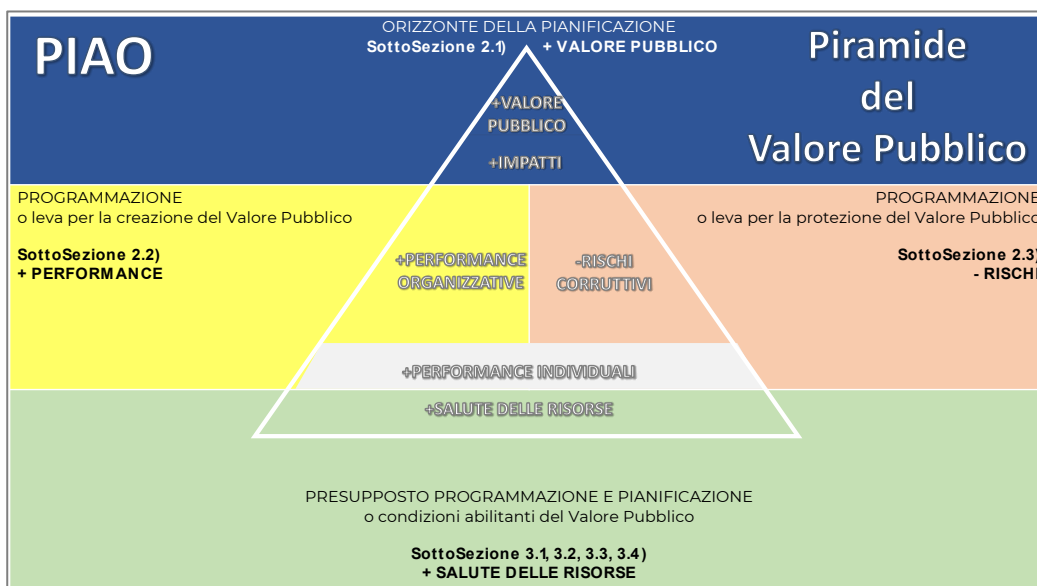 PIAO
ORIZZONTE DELLA PIANIFICAZIONE
SottoSezione 2.1) + VALORE PUBBLICO
Piramide
del
Valore Pubblico
+VALORE
PUBBLICO
+IMPATTI
PROGRAMMAZIONE
o leva per la creazione del Valore Pubblico
SottoSezione 2.2)
+ PERFORMANCE
+PERFORMANCE
ORGANIZZATIVE
-RISCHI
CORRUTTIVI
PROGRAMMAZIONE
o leva per la protezione del Valore Pubblico
SottoSezione 2.3)
- RISCHI
+PERFORMANCE INDIVIDUALI
+SALUTE DELLE RISORSE
PRESUPPOSTO PROGRAMMAZIONE E PIANIFICAZIONE
o condizioni abilitanti del Valore Pubblico
SottoSezione 3.1, 3.2, 3.3, 3.4)
+ SALUTE DELLE RISORSE